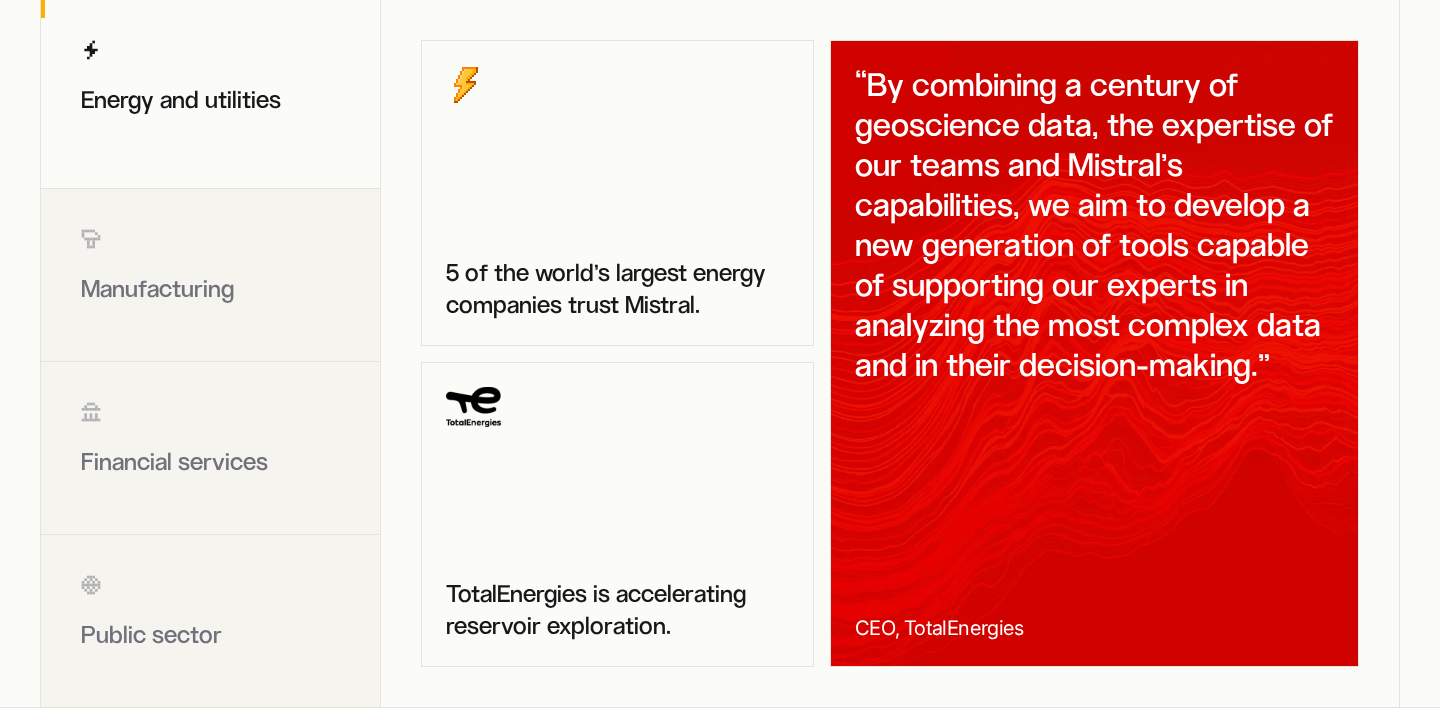 Energy and utilities
Manufacturing
Financial services
Public sector
5 of the world’s largest energy
companies trust Mistral.
TotalEnergies
TotalEnergies is accelerating
reservoir exploration.
“By combining a century of
geoscience data, the expertise of
our teams and Mistral’s
capabilities, we aim to develop a
new generation of tools capable
of supporting our experts in
analyzing the most complex data
and in their decision-making.”
CEO, TotalEnergies